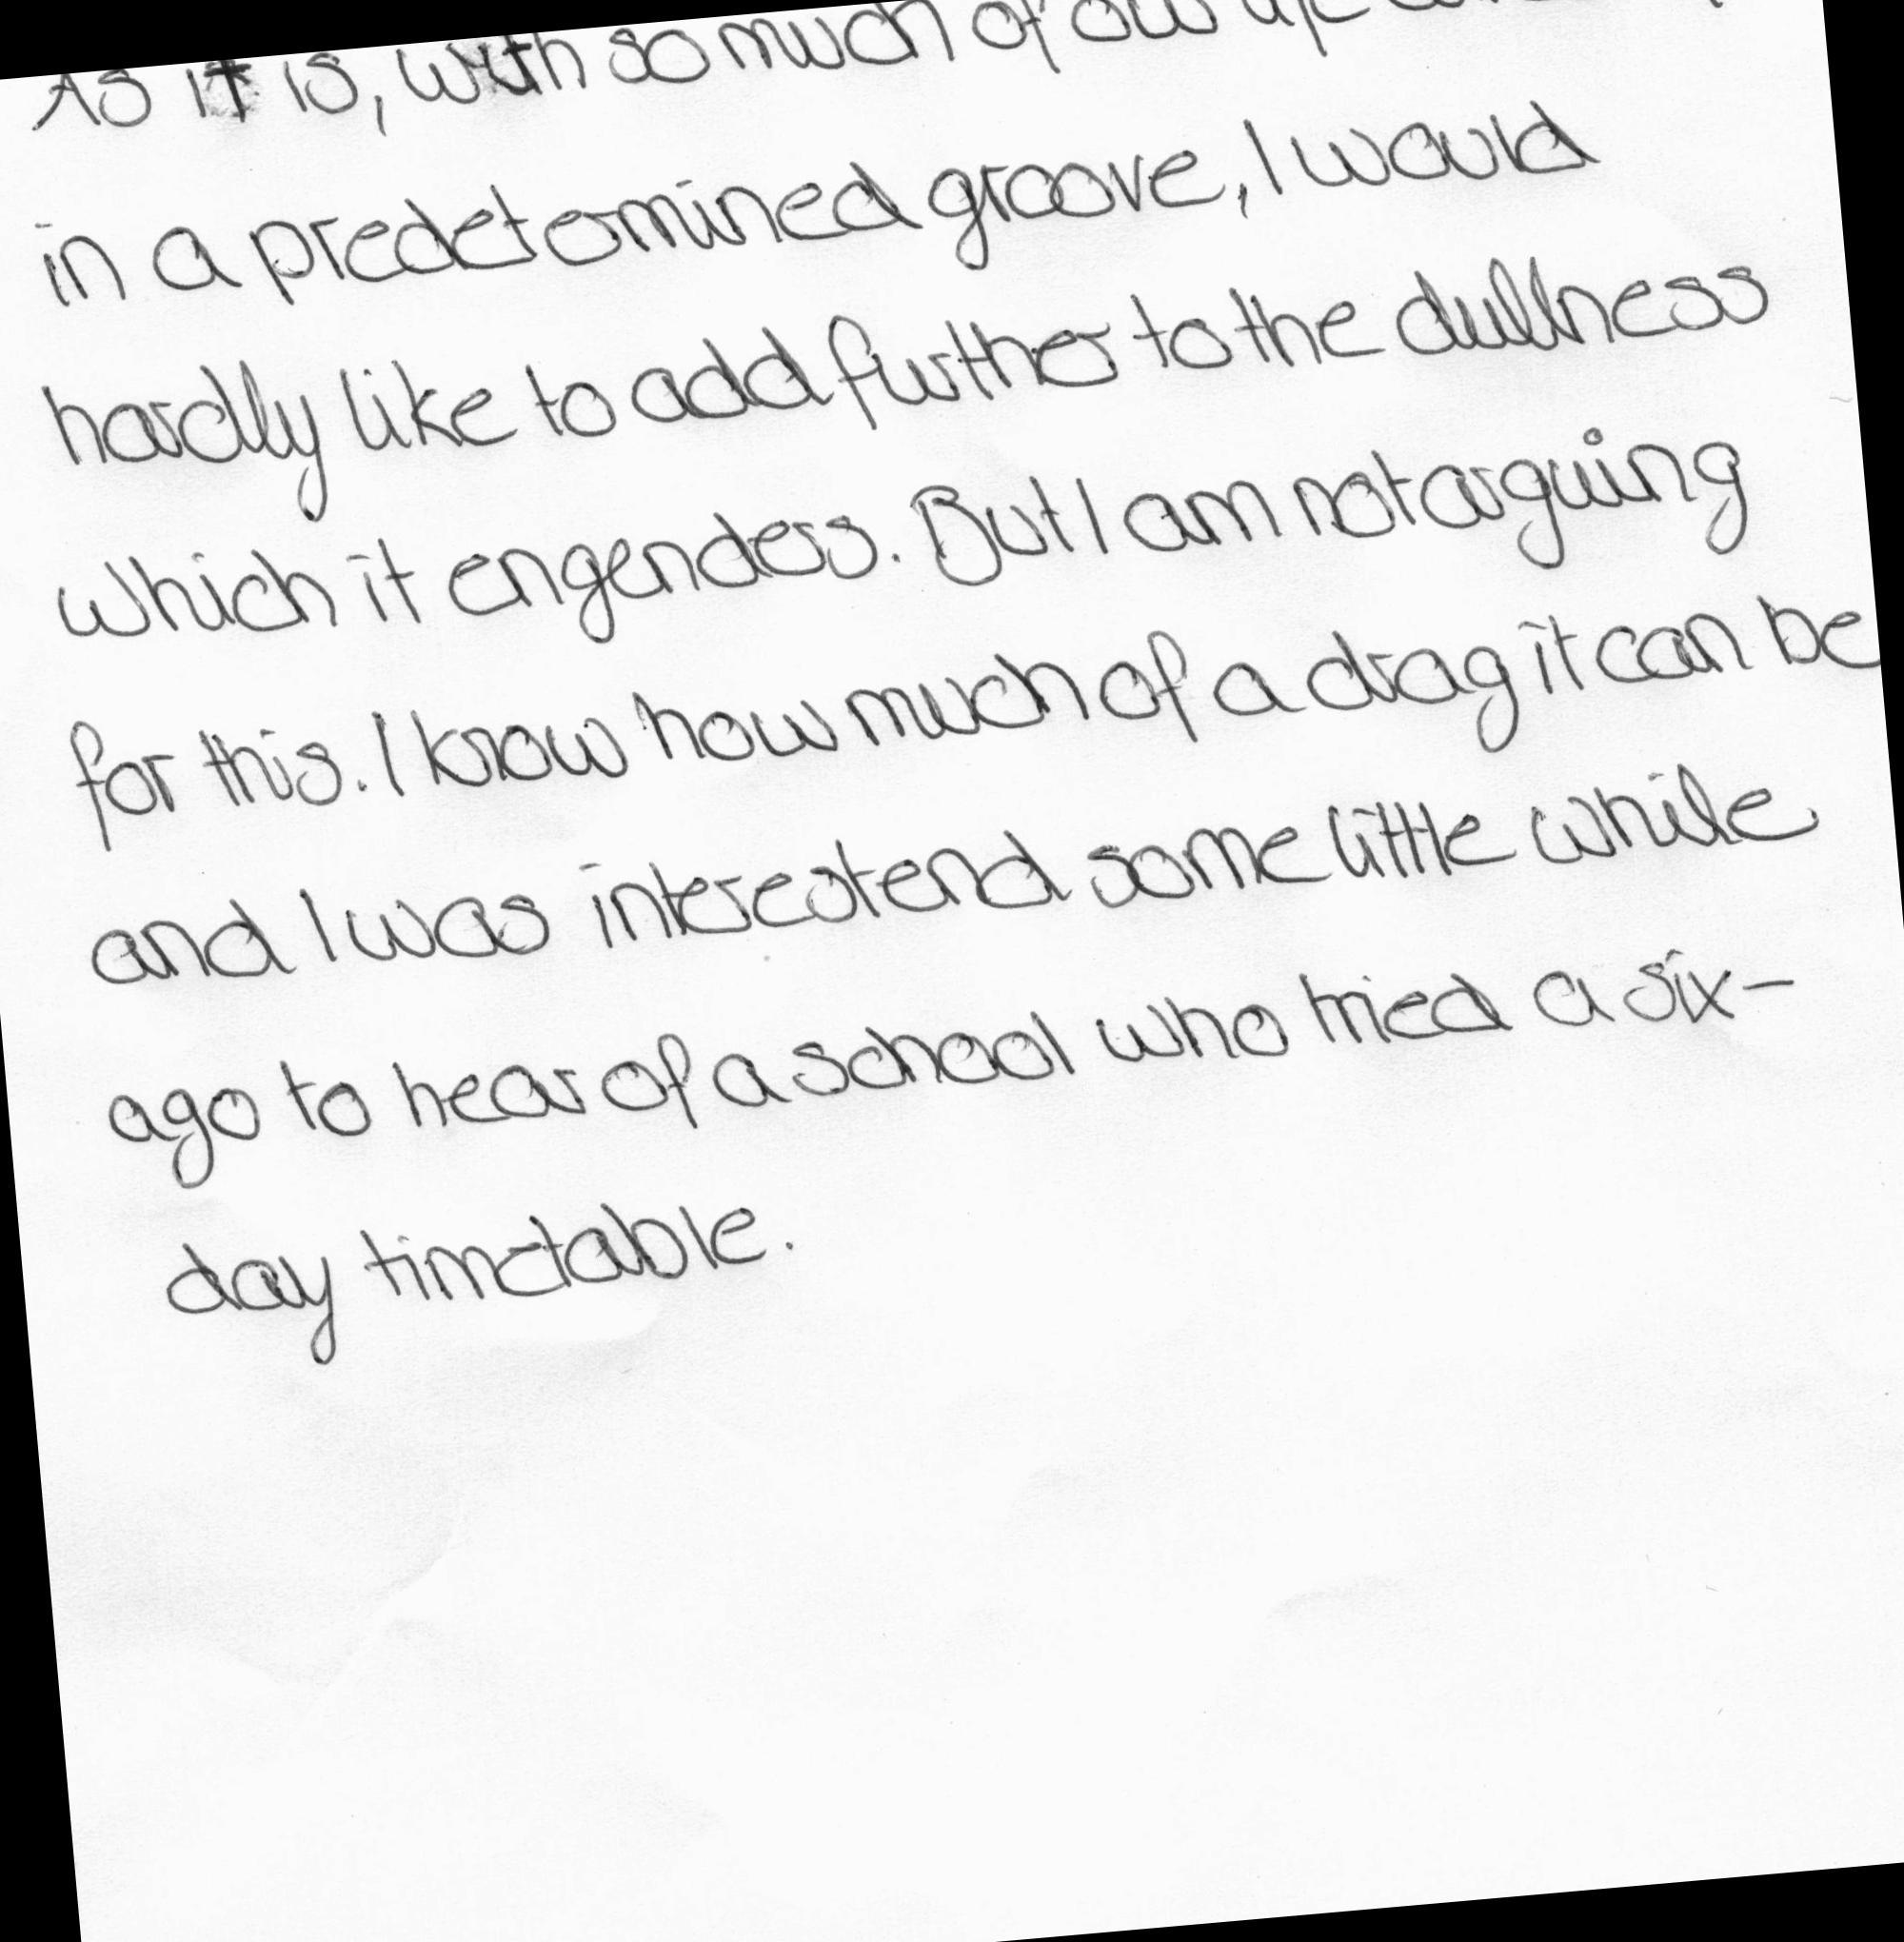 As it is, with so much of our life
in a predetermined groove, I would
hardly like to add further to the dullness
which it engenders. But I am not arguing
for this. I know how much of a drag it can be
and I was interestend some little while
ago to hear of a school who tried a six-
day timetable.